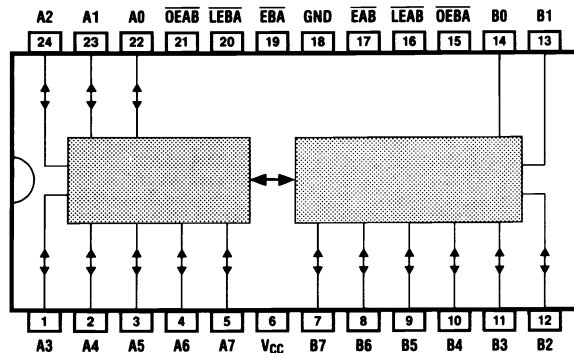 A2 A1 A0 OEAB LEBA EBA GND EAB LEAB OEBA B0 B1
24 23 22 21 20 19 18 17 16 15 14 13
1 2 3 4 5 6 7 8 9 10 11 12
A3 A4 A5 A6 A7 VCC B7 B6 B5 B4 B3 B2